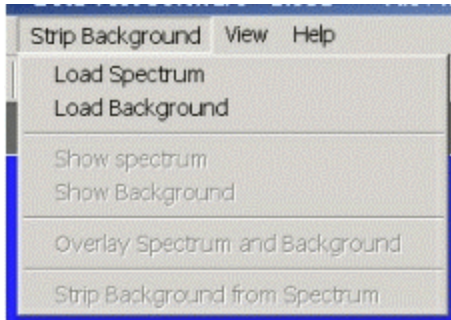 Strip Background View Help
Load Spectrum
Load Background
Show spectrum
Show Background
Overlay Spectrum and Background
Strip Background from Spectrum